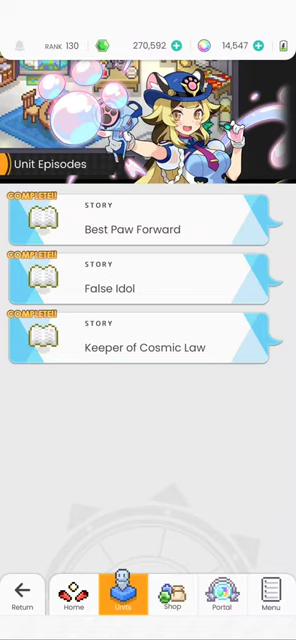 RANK 130 270,592 14,547
Unit Episodes
COMPLETE!!
STORY
Best Paw Forward
COMPLETE!!
STORY
False Idol
COMPLETE!!
STORY
Keeper of Cosmic Law
Return Home Units Shop Portal Menu